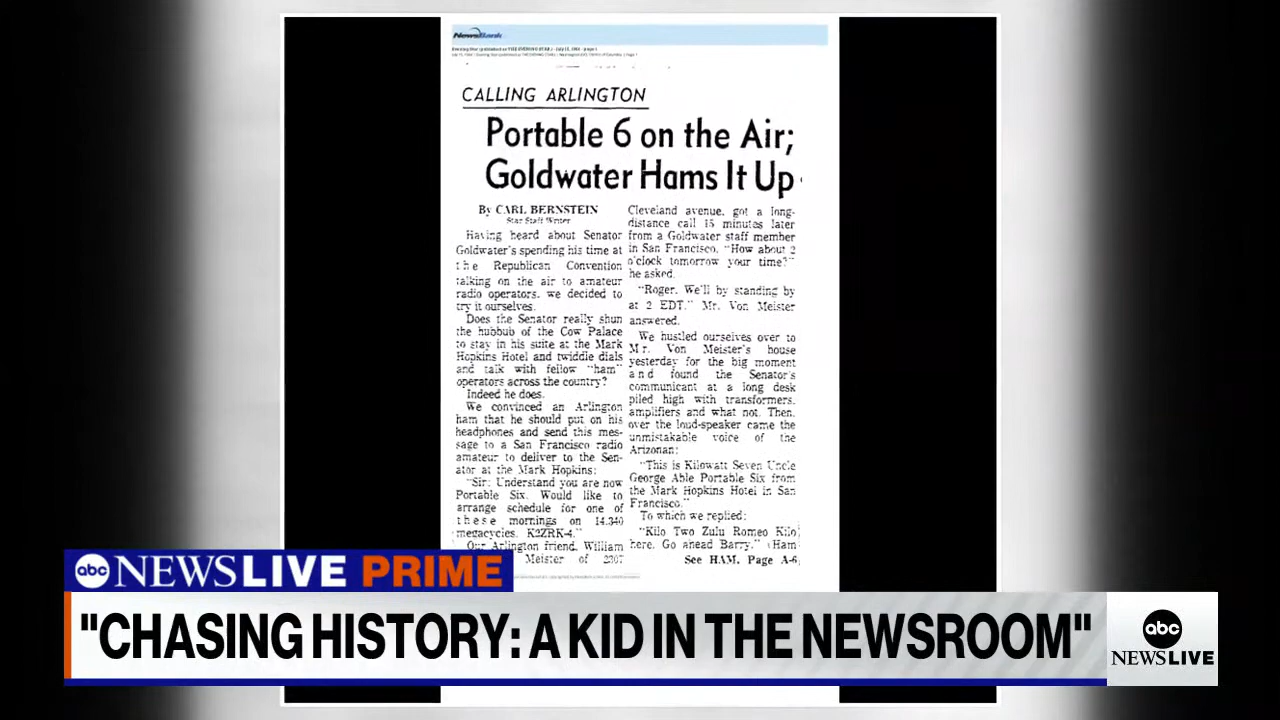 NewsBank
CALLING ARLINGTON
Portable 6 on the Air;
Goldwater Hams It Up
By CARL BERNSTEIN
Star Staff Writer
Having heard about Senator
Goldwater's spending his time at
the Republican Convention
talking on the air to amateur
radio operators, we decided to
try it ourselves.
Does the Senator really shun
the hubbub of the Cow Palace
to stay in his suite at the Mark
Hopkins Hotel and twiddle dials
and talk with fellow "ham"
operators across the country?
Indeed he does.
We convinced an Arlington
ham that he should put on his
headphones and send this mes-
sage to a San Francisco radio
amateur to deliver to the Sen-
ator at the Mark Hopkins:
"Sir: Understand you are now
Portable Six. Would like to
arrange schedule for one of
these mornings on 14.340
megacycles. K2ZRK-4."
Our Arlington friend, William
Meister of 2307
Cleveland avenue, got a long-
distance call 15 minutes later
from a Goldwater staff member
in San Francisco. "How about 2
o'clock tomorrow your time?"
he asked.
"Roger. We'll by standing by
at 2 EDT." Mr. Von Meister
answered.
We hustled ourselves over to
Mr. Von Meister's house
yesterday for the big moment
and found the Senator's
communicant at a long desk
piled high with transformers,
amplifiers and what not. Then,
over the loud-speaker came the
unmistakable voice of the
Arizonan:
"This is Kilowatt Seven Uncle
George Able Portable Six from
the Mark Hopkins Hotel in San
Francisco."
To which we replied:
"Kilo Two Zulu Romeo Kilo
here. Go ahead Barry." (Ham
See HAM, Page A-6
abc NEWS LIVE PRIME
"CHASING HISTORY: A KID IN THE NEWSROOM"
abc
NEWS LIVE